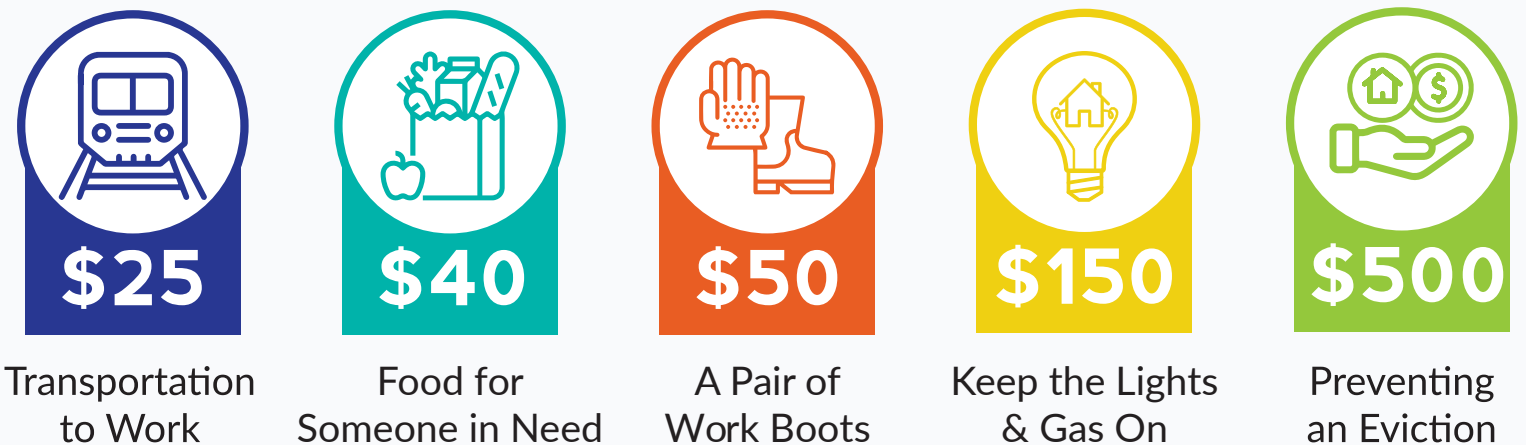 $25
Transportation
to Work
$40
Food for
Someone in Need
$50
A Pair of
Work Boots
$150
Keep the Lights
& Gas On
$500
Preventing
an Eviction